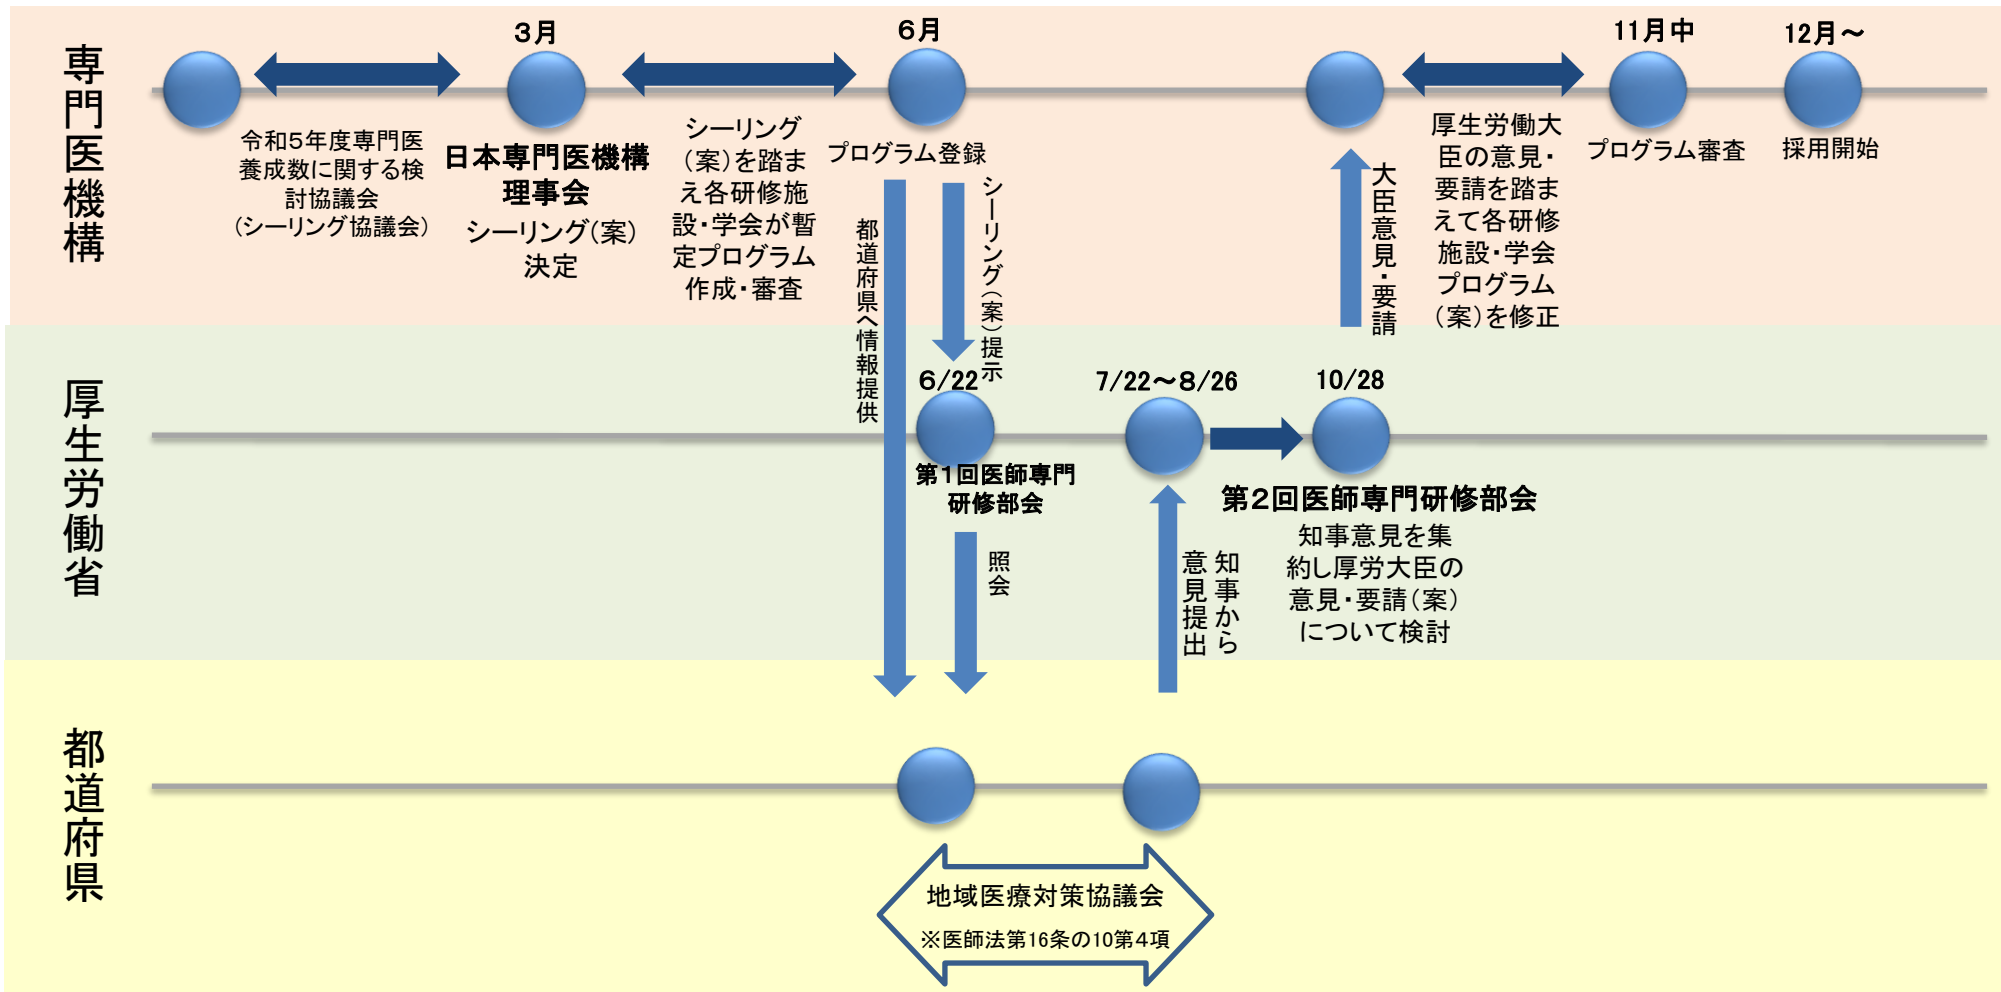 専門医機構
3月
6月
11月中
12月～
令和5年度専門医
養成数に関する検
討協議会
（シーリング協議会）
日本専門医機構
理事会
シーリング（案）
決定
シーリング
（案）を踏ま
え各研修施
設・学会が暫
定プログラム
作成・審査
プログラム登録
都道府県へ情報提供
シーリング（案）提示
大臣意見・要請
厚生労働大
臣の意見・
要請を踏ま
えて各研修
施設・学会
プログラム
（案）を修正
プログラム審査
採用開始
厚生労働省
6/22
7/22～8/26
10/28
第1回医師専門
研修部会
照会
知事から
意見提出
第2回医師専門研修部会
知事意見を集
約し厚労大臣の
意見・要請（案）
について検討
都道府県
地域医療対策協議会
※医師法第16条の10第4項